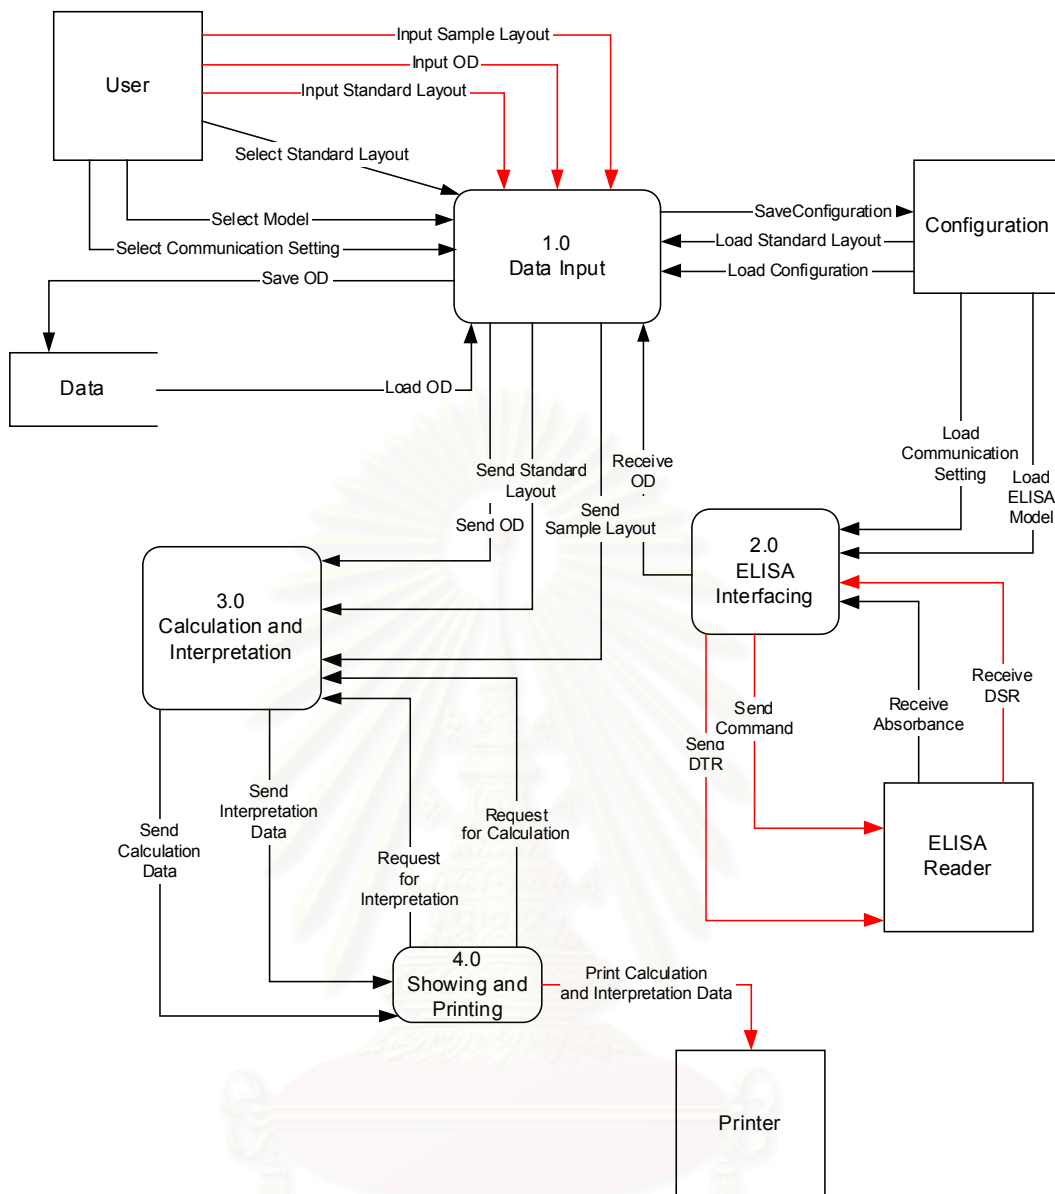 Input Sample Layout
User
Input OD
Input Standard Layout
Select Standard Layout
Select Model
Select Communication Setting
Save OD
1.0
Data Input
SaveConfiguration
Load Standard Layout
Load Configuration
Configuration
Data
Load OD
Send Standard
Layout
Send OD
Send
Sample Layout
Receive
OD
Load
Communication
Setting
Load
ELISA
Model
2.0
ELISA
Interfacing
3.0
Calculation and
Interpretation
Send
DTR
Send
Command
Receive
Absorbance
Receive
DSR
ELISA
Reader
Send
Calculation
Data
Send
Interpretation
Data
Request
for
Interpretation
Request
for Calculation
4.0
Showing and
Printing
Print Calculation
and Interpretation Data
Printer